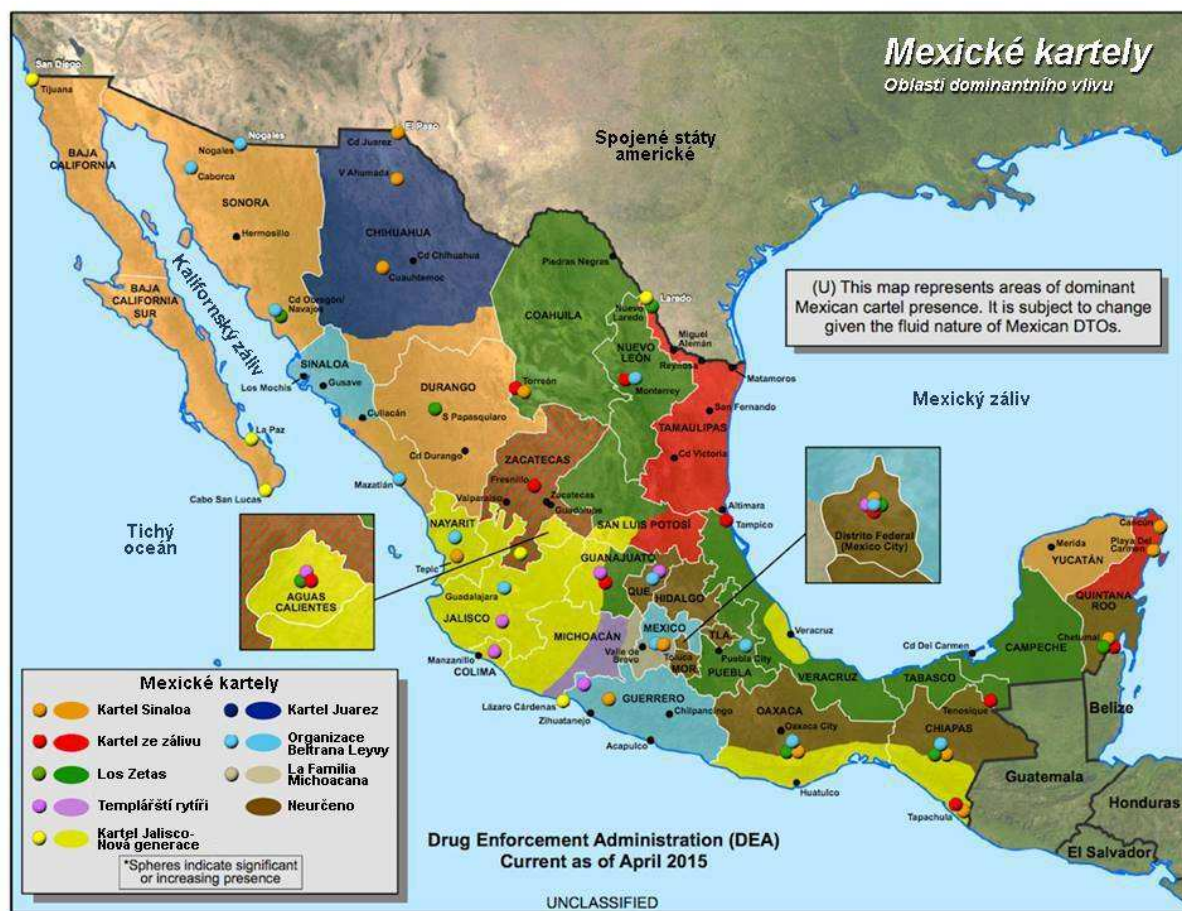 Mexické kartely
Oblasti dominantního vlivu
Spojené státy
americké
(U) This map represents areas of dominant
Mexican cartel presence. It is subject to change
given the fluid nature of Mexican DTOs.
Mexický záliv
Kalifornský záliv
Tichý
oceán
San Diego
Tijuana
BAJA
CALIFORNIA
Nogales
Nogales
Caborca
SONORA
Hermosillo
El Paso
Cd Juarez
V Ahumada
CHIHUAHUA
Cd Chihuahua
Cuauhtemoc
BAJA
CALIFORNIA
SUR
Cd Obregón/
Navajoa
Piedras Negras
COAHUILA
Laredo
Nuevo
Laredo
Miguel
Alemán
NUEVO
LEÓN
Reynosa
Matamoros
SINALOA
Los Mochis
Gusave
Culiacán
DURANGO
S Papasquiaro
Cd Durango
Torreón
Monterrey
San Fernando
TAMAULIPAS
Cd Victoria
La Paz
Cabo San Lucas
Mazatlán
ZACATECAS
Fresnillo
Valparaiso
Zacatecas
Guadalupe
SAN LUIS POTOSÍ
Altimara
Tampico
NAYARIT
Tepic
GUANAJUATO
QUE
HIDALGO
Guadalajara
JALISCO
MICHOACÁN
MEXICO
TLA.
Valle de
Bravo
Toluca
MOR.
Puebla City
PUEBLA
Veracruz
VERACRUZ
Manzanillo
COLIMA
Lázaro Cárdenas
Zihuatanejo
GUERRERO
Chilpancingo
Acapulco
OAXACA
Oaxaca City
Huatulco
TABASCO
Cd Del Carmen
CAMPECHE
Tenosique
CHIAPAS
Tapachula
Merida
YUCATÁN
Cancún
Playa Del
Carmen
QUINTANA
ROO
Chetumal
Belize
Guatemala
Honduras
El Salvador
AGUAS
CALIENTES
Distrito Federal
(Mexico City)
Mexické kartely
Kartel Sinaloa
Kartel ze zálivu
Los Zetas
Templářští rytíři
Kartel Jalisco-
Nová generace
Kartel Juarez
Organizace
Beltrana Leyvy
La Familia
Michoacana
Neurčeno
*Spheres indicate significant
or increasing presence
Drug Enforcement Administration (DEA)
Current as of April 2015
UNCLASSIFIED